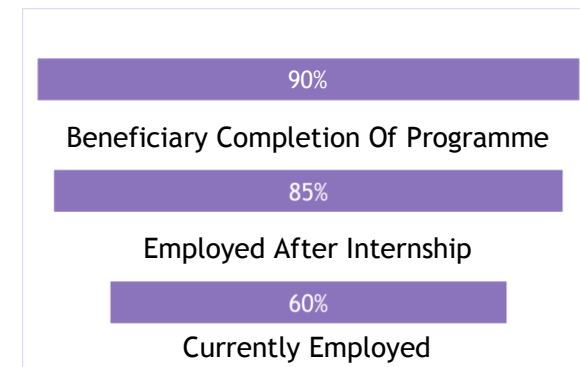 90%
Beneficiary Completion Of Programme
85%
Employed After Internship
60%
Currently Employed